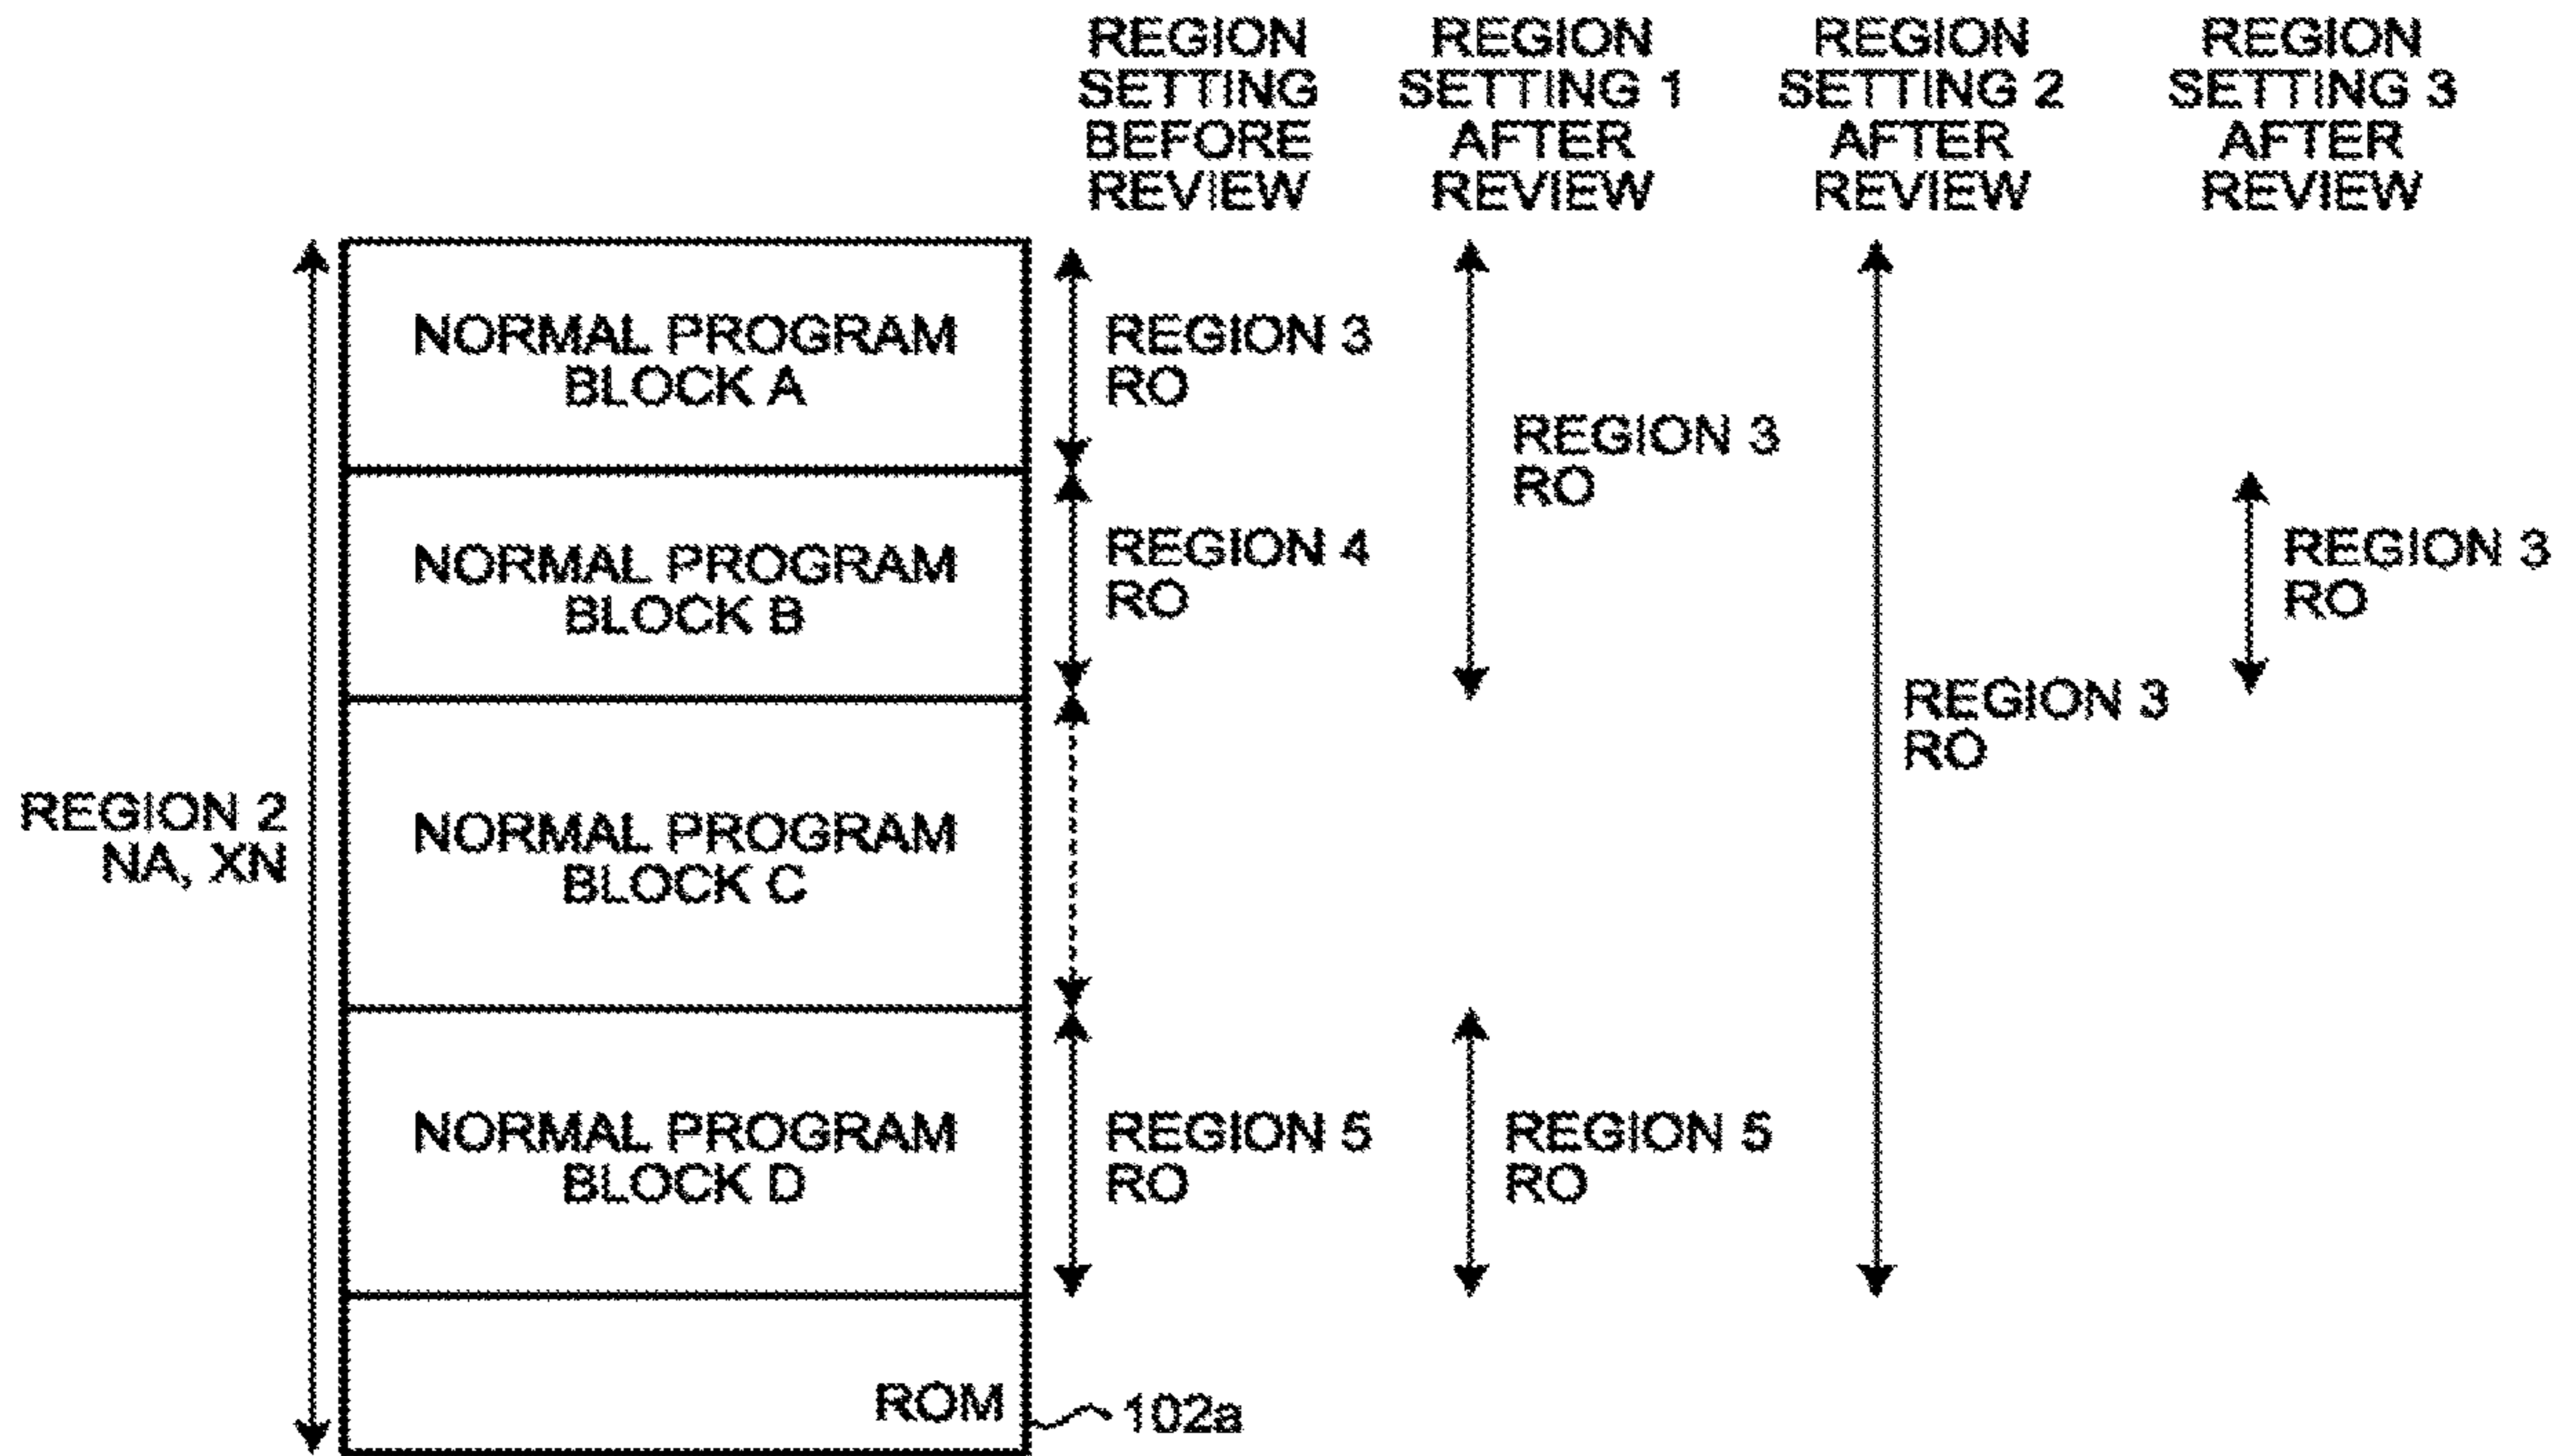 REGION
SETTING
BEFORE
REVIEW
REGION
SETTING 1
AFTER
REVIEW
REGION
SETTING 2
AFTER
REVIEW
REGION
SETTING 3
AFTER
REVIEW
NORMAL PROGRAM
BLOCK A
REGION 3
RO
REGION 3
RO
NORMAL PROGRAM
BLOCK B
REGION 4
RO
REGION 3
RO
REGION 3
RO
REGION 2
NA, XN
NORMAL PROGRAM
BLOCK C
NORMAL PROGRAM
BLOCK D
REGION 5
RO
REGION 5
RO
ROM
102a